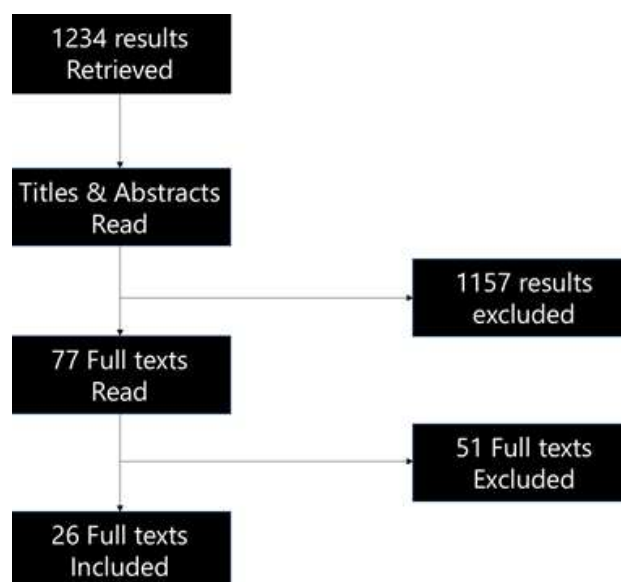 1234 results
Retrieved
Titles & Abstracts
Read
1157 results
excluded
77 Full texts
Read
51 Full texts
Excluded
26 Full texts
Included